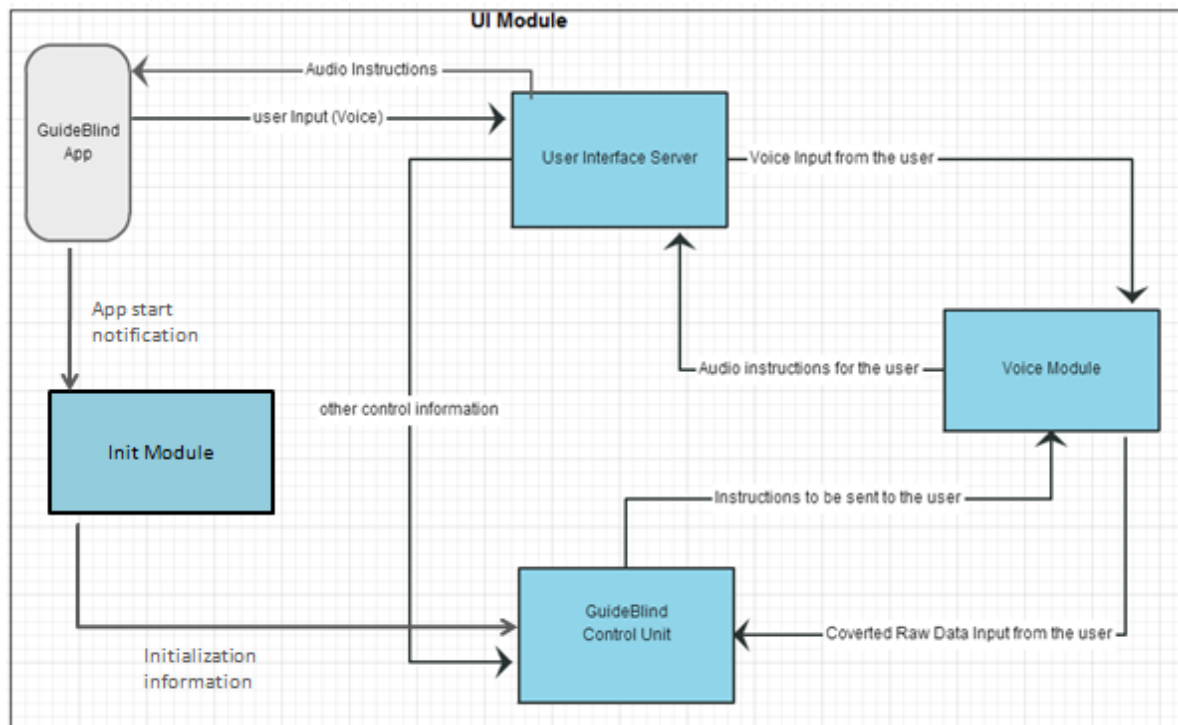 UI Module
Audio Instructions
GuideBlind
App
user Input (Voice)
User Interface Server
Voice Input from the user
App start
notification
Audio instructions for the user
Voice Module
other control information
Init Module
Instructions to be sent to the user
GuideBlind
Control Unit
Coverted Raw Data Input from the user
Initialization
information